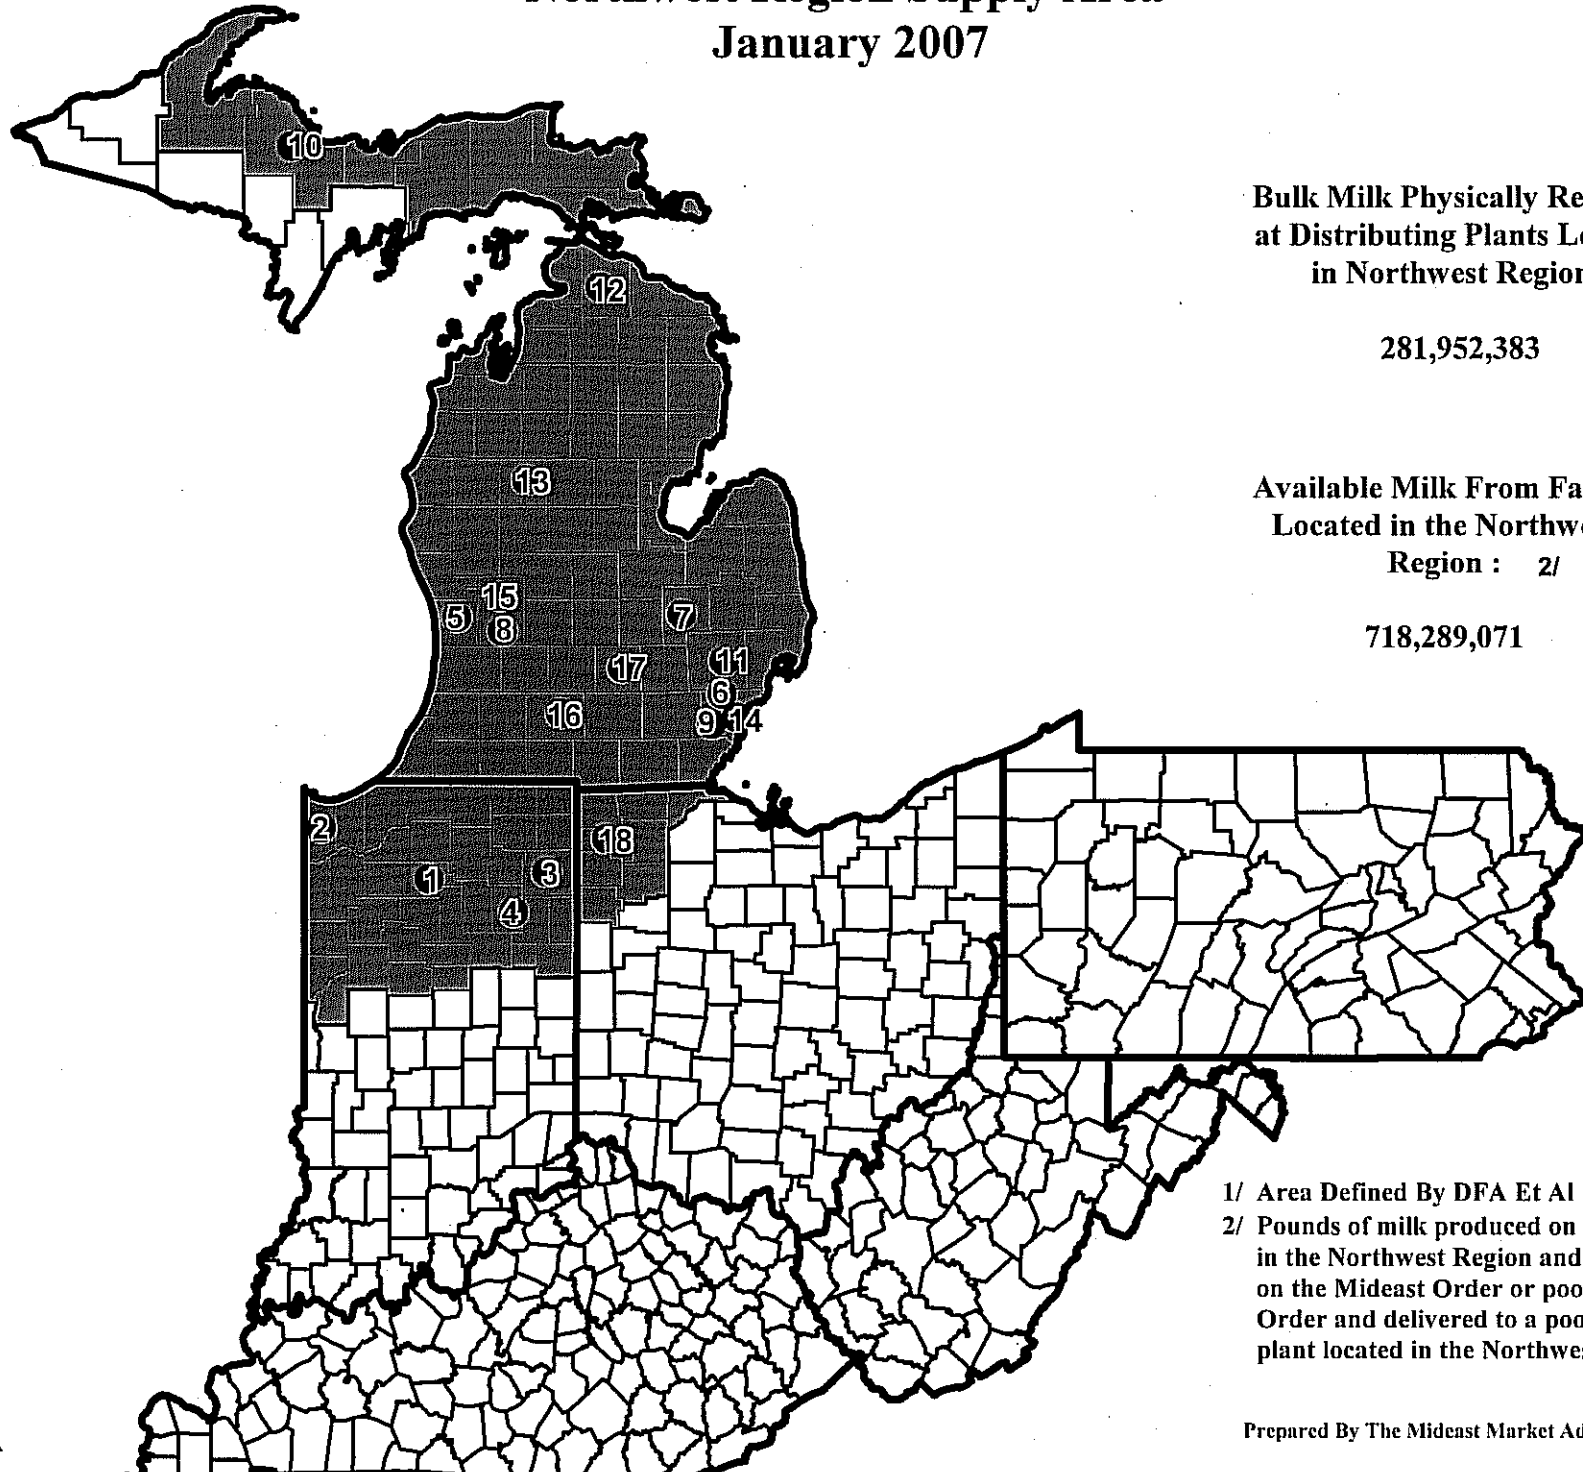 Northwest Region Supply Area
January 2007
10
Bulk Milk Physically Re
at Distributing Plants Lo
in Northwest Region
12
281,952,383
13
Available Milk From Fa
Located in the Northwe
Region : 2/
15
5
8
7
718,289,071
17
11
6
16
9
14
2
18
1
3
4
1/ Area Defined By DFA Et Al
2/ Pounds of milk produced on
in the Northwest Region and
on the Mideast Order or poo
Order and delivered to a poo
plant located in the Northwes
Prepared By The Mideast Market Ad